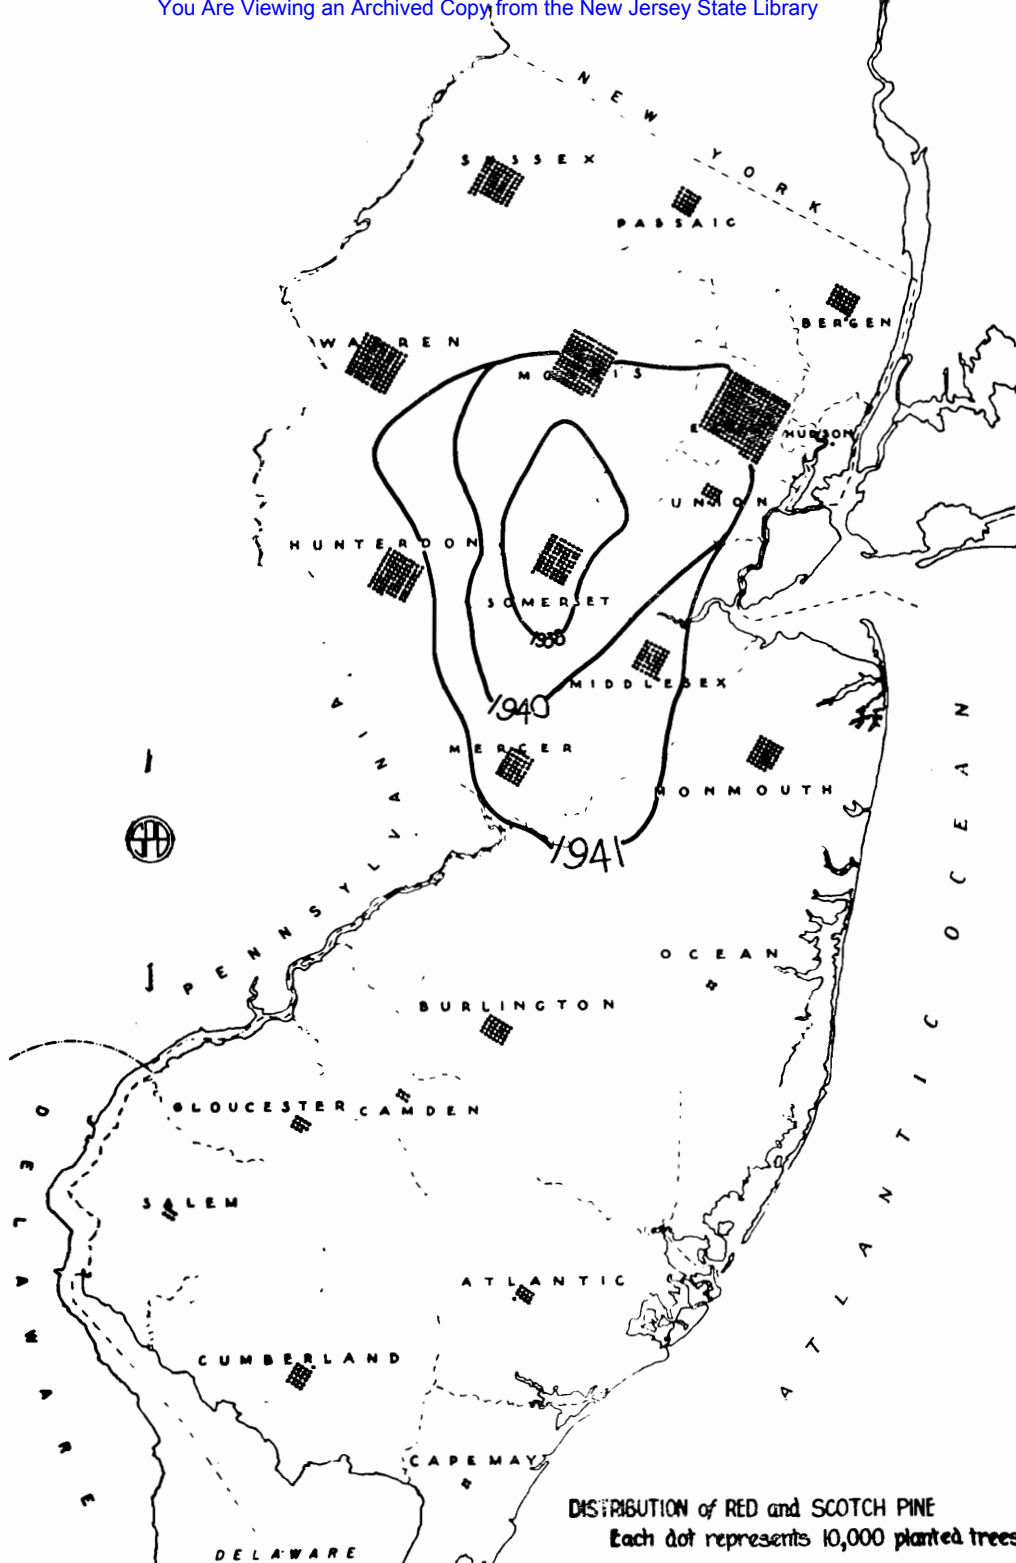 You Are Viewing an Archived Copy from the New Jersey State Library
NEW YORK
SUSSEX
PASSAIC
BERGEN
WARREN
MORRIS
ESSEX
HUDSON
UNION
HUNTERDON
SOMERSET
1940
MIDDLESEX
MERCER
MONMOUTH
1941
PENNSYLVANIA
OCEAN
BURLINGTON
GLOUCESTER
CAMDEN
SALEM
ATLANTIC
CUMBERLAND
CAPE MAY
DELAWARE
ATLANTIC OCEAN
DELAWARE
DISTRIBUTION of RED and SCOTCH PINE
Each dot represents 10,000 planted trees